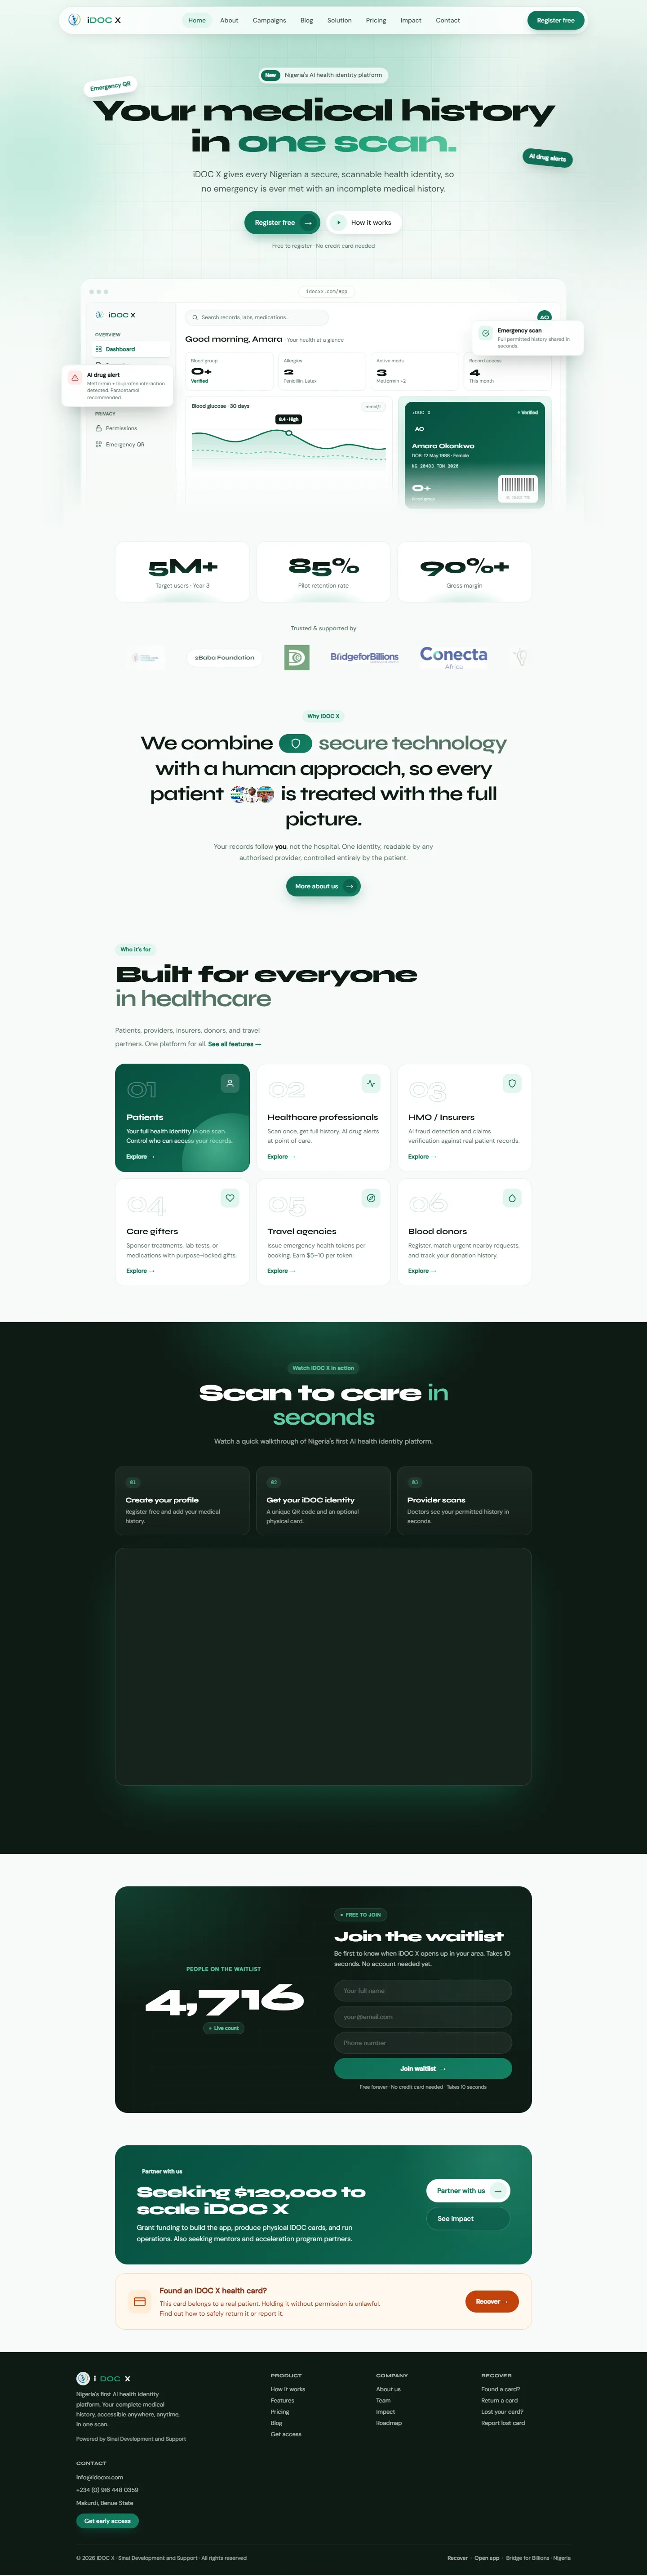 iDOC X
Home
About
Campaigns
Blog
Solution
Pricing
Impact
Contact
Register free
New Nigeria's AI health identity platform
Emergency QR
Your medical history
in one scan.
AI drug alerts
iDOC X gives every Nigerian a secure, scannable health identity, so
no emergency is ever met with an incomplete medical history.
Register free →
How it works
Free to register · No credit card needed
idocxx.com/app
iDOC X
OVERVIEW
Dashboard
AI drug alert
Metformin + Ibuprofen interaction
detected. Paracetamol
recommended.
PRIVACY
Permissions
Emergency QR
Search records, labs, medications...
AO
Good morning, Amara · Your health at a glance
Emergency scan
Full permitted history shared in
seconds.
Blood group
O+
Verified
Allergies
2
Penicillin, Latex
Active meds
3
Metformin +2
Record access
4
This month
Blood glucose · 30 days
mmol/L
6.4 · High
iDOC X
Verified
AO
Amara Okonwo
DOB: 12 May 1988 · Female
O+
Blood group
5M+
Target users · Year 3
85%
Pilot retention rate
90%+
Gross margin
Trusted & supported by
2Baba Foundation
BridgeforBillions
Conecta
Africa
Why iDOC X
We combine secure technology
with a human approach, so every
patient is treated with the full
picture.
Your records follow you, not the hospital. One identity, readable by any
authorised provider, controlled entirely by the patient.
More about us →
Who it's for
Built for everyone
in healthcare
Patients, providers, insurers, donors, and travel
partners. One platform for all. See all features →
01
Patients
Your full health identity in one scan.
Control who can access your records.
Explore →
02
Healthcare professionals
Scan once, get full history. AI drug alerts
at point of care.
Explore →
03
HMO / Insurers
AI fraud detection and claims
verification against real patient records.
Explore →
04
Care gifters
Sponsor treatments, lab tests, or
medications with purpose-locked gifts.
Explore →
05
Travel agencies
Issue emergency health tokens per
booking. Earn $5–10 per token.
Explore →
06
Blood donors
Register, match urgent nearby requests,
and track your donation history.
Explore →
Watch iDOC X in action
Scan to care in
seconds
Watch a quick walkthrough of Nigeria's first AI health identity platform.
01
Create your profile
Register free and add your medical
history.
02
Get your iDOC identity
A unique QR code and an optional
physical card.
03
Provider scans
Doctors see your permitted history in
seconds.
PEOPLE ON THE WAITLIST
4,716
Live count
FREE TO JOIN
Join the waitlist
Be first to know when iDOC X opens up in your area. Takes 10
seconds. No account needed yet.
Your full name
your@email.com
Phone number
Join waitlist →
Free forever · No credit card needed · Takes 10 seconds
Partner with us
Seeking $120,000 to
scale iDOC X
Grant funding to build the app, produce physical iDOC cards, and run
operations. Also seeking mentors and acceleration program partners.
Partner with us →
See impact
Found an iDOC X health card?
This card belongs to a real patient. Holding it without permission is unlawful.
Find out how to safely return it or report it.
Recover →
i DOC X
Nigeria's first AI health identity
platform. Your complete medical
history, accessible anywhere, anytime,
in one scan.
Powered by Sinai Development and Support
PRODUCT
How it works
Features
Pricing
Blog
Get access
COMPANY
About us
Team
Impact
Roadmap
RECOVER
Found a card?
Return a card
Lost your card?
Report lost card
CONTACT
info@idocxx.com
+234 (0) 916 448 0359
Makurdi, Benue State
Get early access
© 2026 iDOC X · Sinai Development and Support · All rights reserved
Recover · Open app · Bridge for Billions · Nigeria